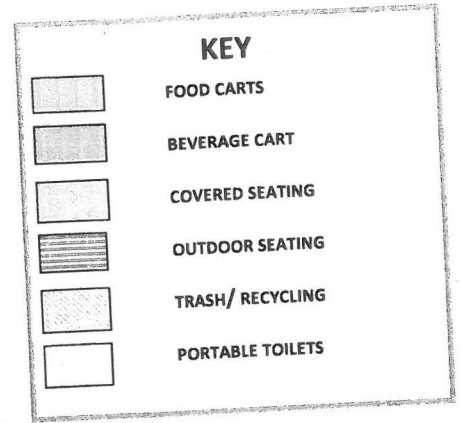 KEY
FOOD CARTS
BEVERAGE CART
COVERED SEATING
OUTDOOR SEATING
TRASH/ RECYCLING
PORTABLE TOILETS